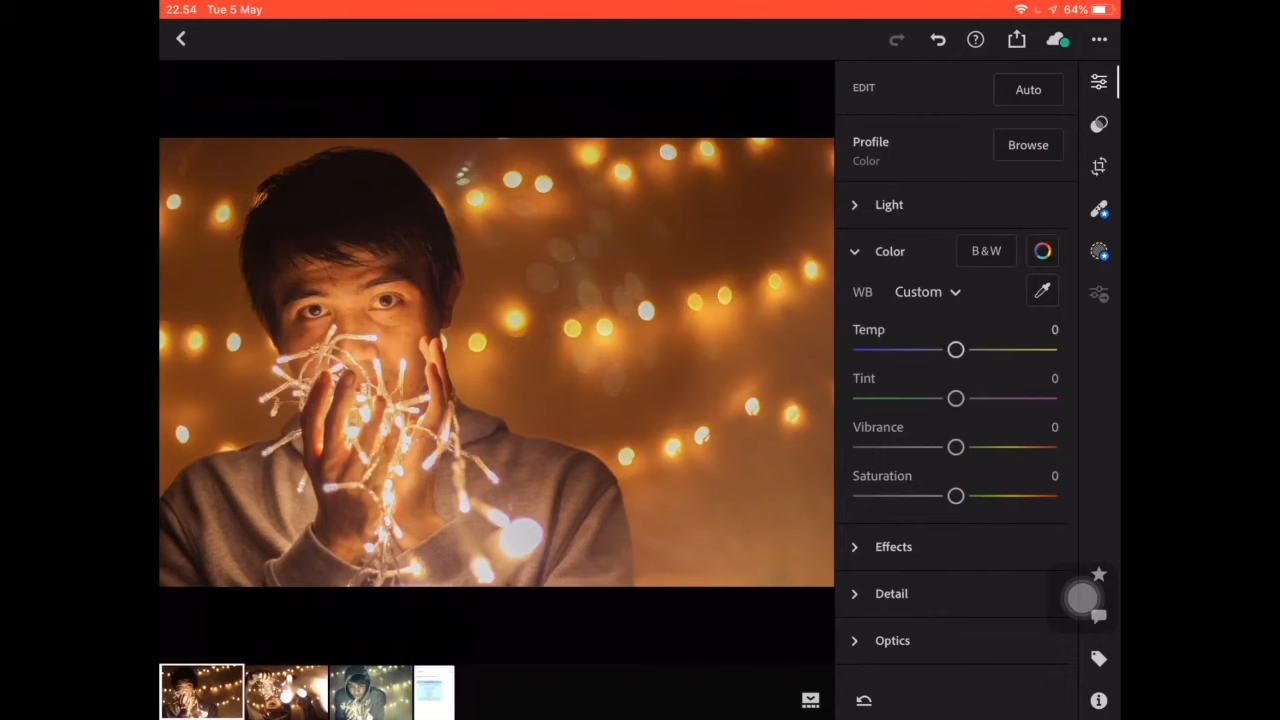 22.54 Tue 5 May
64%
EDIT
Auto
Profile
Color
Browse
Light
Color
B&W
WB
Custom
Temp
0
Tint
0
Vibrance
0
Saturation
0
Effects
Detail
Optics